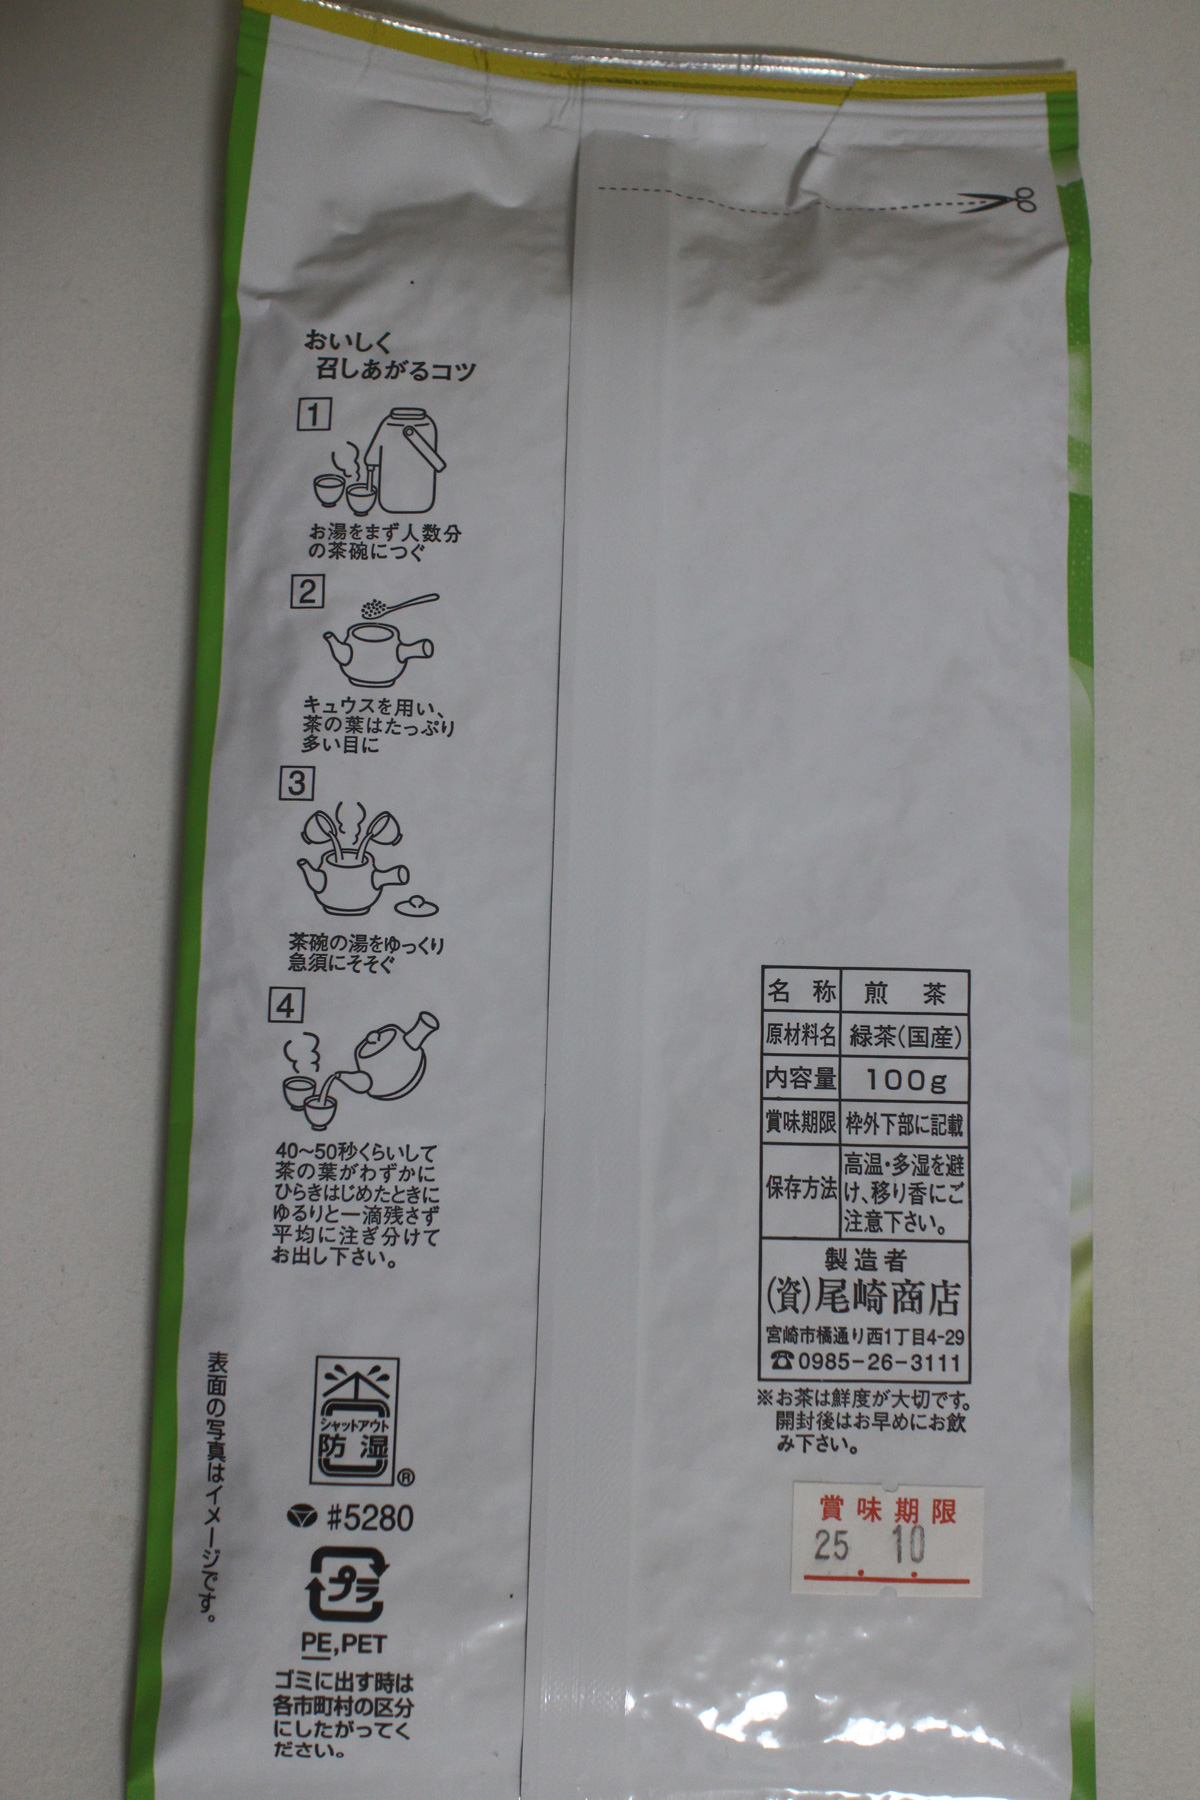 おいしく
召しあがるコツ
1
お湯をまず人数分
の茶碗につぐ
2
キュウスを用い、
茶の葉はたっぷり
多い目に
3
茶碗の湯をゆっくり
急須にそそぐ
4
40〜50秒くらいして
茶の葉がわずかに
ひらきはじめたときに
ゆるりと一滴残さず
平均に注ぎ分けて
お出し下さい。
表面の写真はイメージです。
シャットアウト
防湿
®
#5280
プラ
PE,PET
ゴミに出す時は
各市町村の区分
にしたがってく
ださい。
名称 煎茶
原材料名 緑茶(国産)
内容量 100g
賞味期限 枠外下部に記載
保存方法 高温・多湿を避
け、移り香にご
注意下さい。
製造者
(資)尾崎商店
宮崎市橘通り西1丁目4-29
☎0985-26-3111
※お茶は鮮度が大切です。
開封後はお早めにお飲
み下さい。
賞味期限
25. 10.